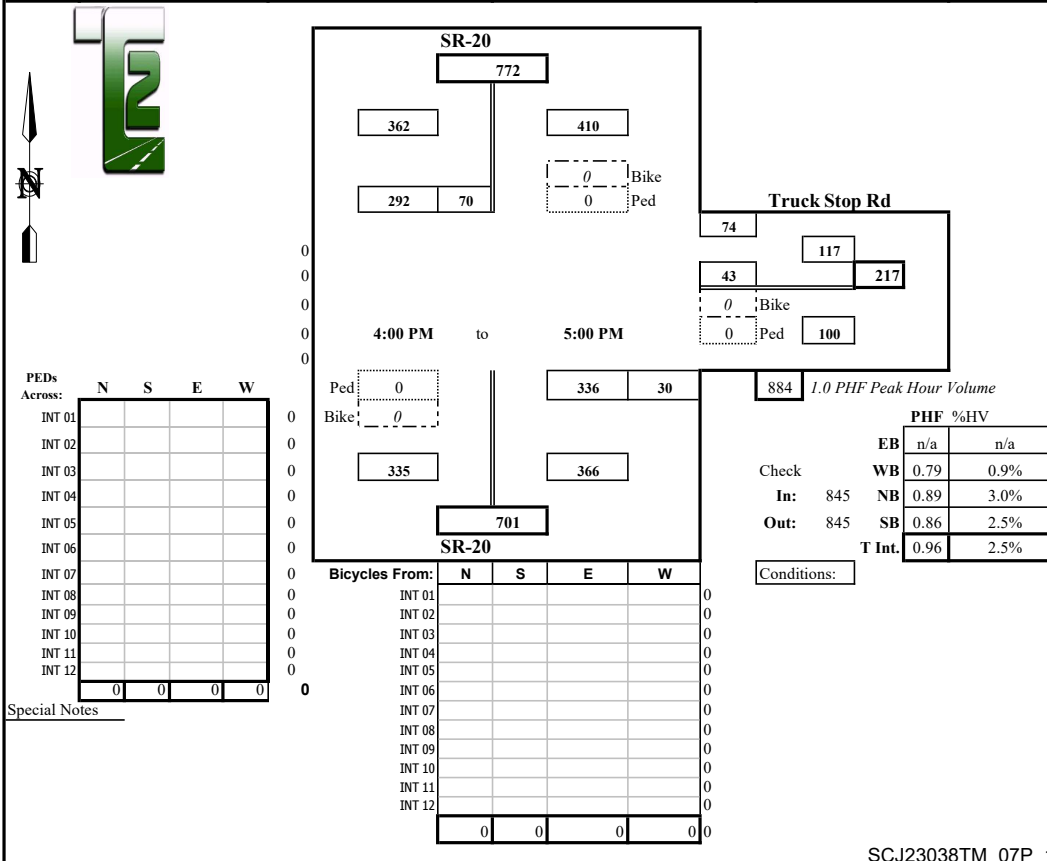 T2
N
SR-20
772
362 410
0 Bike
292 70 0 Ped
Truck Stop Rd
74
117
43 217
0 Bike
0 Ped 100
0
0
0
0
0
4:00 PM to 5:00 PM
Ped 0 336 30
Bike 0
884 1.0 PHF Peak Hour Volume
335 366
701
SR-20
PHF %HV
EB n/a n/a
Check WB 0.79 0.9%
In: 845 NB 0.89 3.0%
Out: 845 SB 0.86 2.5%
T Int. 0.96 2.5%
Conditions:
PEDs
Across: N S E W
INT 01 0
INT 02 0
INT 03 0
INT 04 0
INT 05 0
INT 06 0
INT 07 0
INT 08 0
INT 09 0
INT 10 0
INT 11 0
INT 12 0
0 0 0 0 0
Special Notes
Bicycles From: N S E W
INT 01 0
INT 02 0
INT 03 0
INT 04 0
INT 05 0
INT 06 0
INT 07 0
INT 08 0
INT 09 0
INT 10 0
INT 11 0
INT 12 0
0 0 0 0 0